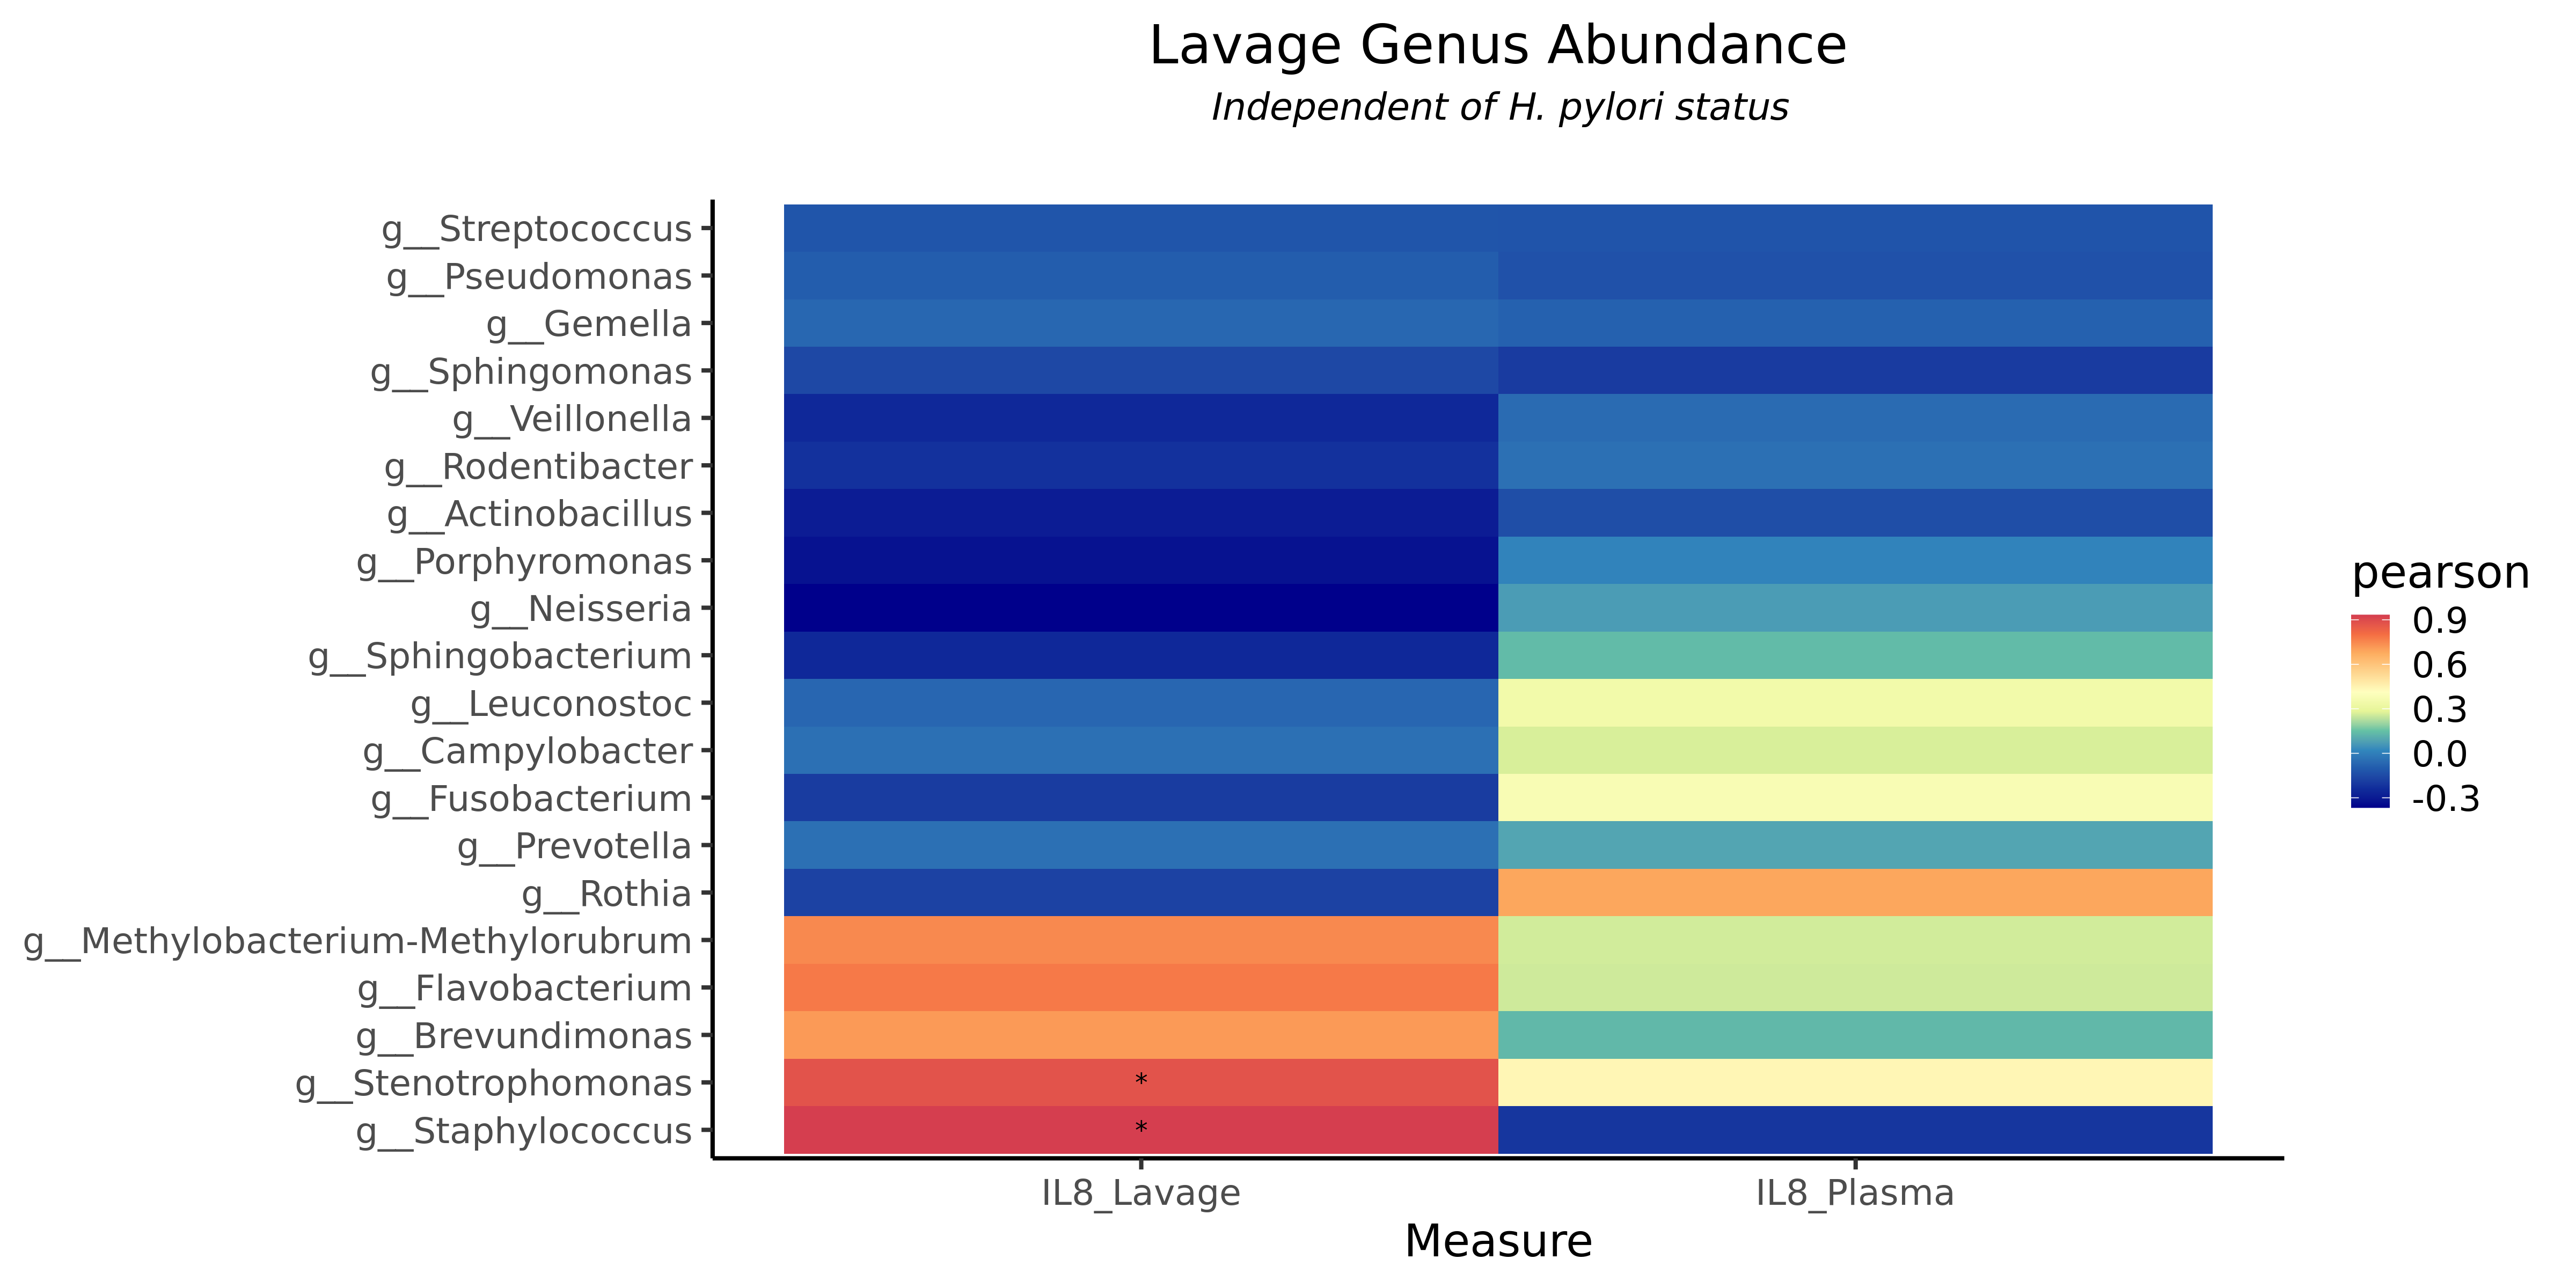 Lavage Genus Abundance
Independent of H. pylori status
g__Streptococcus
g__Pseudomonas
g__Gemella
g__Sphingomonas
g__Veillonella
g__Rodentibacter
g__Actinobacillus
g__Porphyromonas
g__Neisseria
g__Sphingobacterium
g__Leuconostoc
g__Campylobacter
g__Fusobacterium
g__Prevotella
g__Rothia
g__Methylobacterium-Methylorubrum
g__Flavobacterium
g__Brevundimonas
g__Stenotrophomonas
*
g__Staphylococcus
*
IL8_Lavage
IL8_Plasma
Measure
pearson
0.9
0.6
0.3
0.0
-0.3